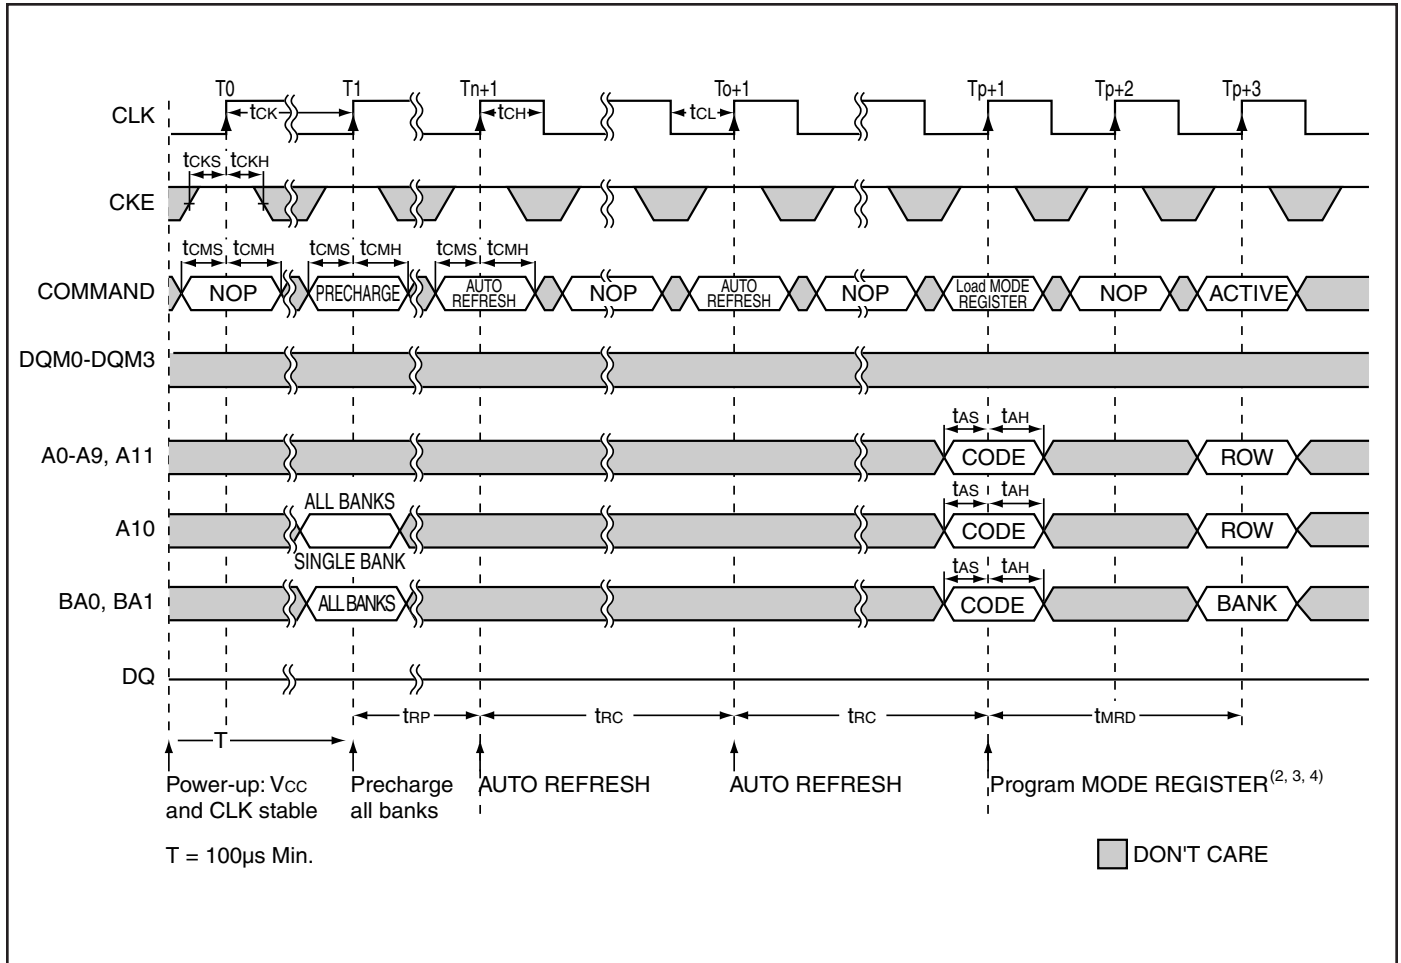 T0 T1 Tn+1 To+1 Tp+1 Tp+2 Tp+3
CLK tCK tCH tCL
tCKS tCKH
CKE
tCMS tCMH tCMS tCMH tCMS tCMH
COMMAND NOP PRECHARGE AUTO REFRESH NOP AUTO REFRESH NOP Load MODE REGISTER NOP ACTIVE
DQM0-DQM3
tAS tAH
A0-A9, A11 CODE ROW
ALL BANKS tAS tAH
A10 CODE ROW
SINGLE BANK tAS tAH
BA0, BA1 ALL BANKS CODE BANK
DQ
tRP tRC tRC tMRD
T
Power-up: VCC Precharge AUTO REFRESH AUTO REFRESH Program MODE REGISTER(2, 3, 4)
and CLK stable all banks
T = 100µs Min. DON'T CARE